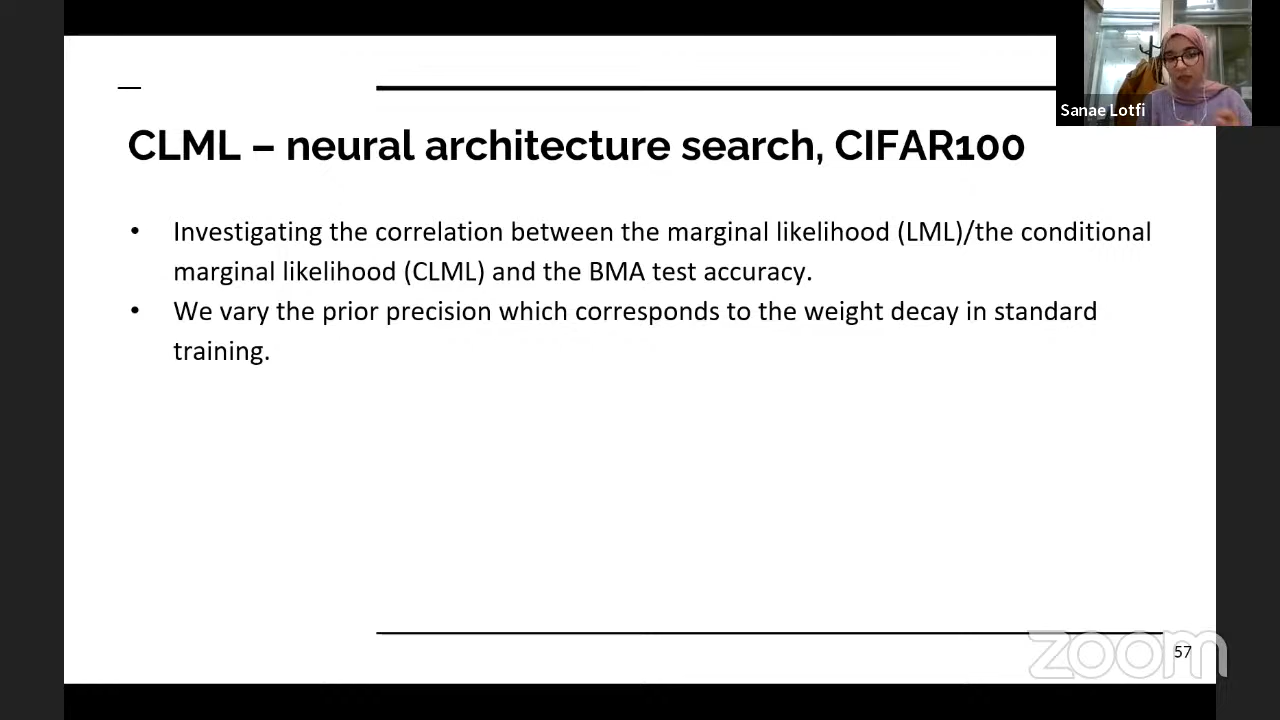 Sanae Lotfi
CLML – neural architecture search, CIFAR100
• Investigating the correlation between the marginal likelihood (LML)/the conditional
marginal likelihood (CLML) and the BMA test accuracy.
• We vary the prior precision which corresponds to the weight decay in standard
training.
zoom
57